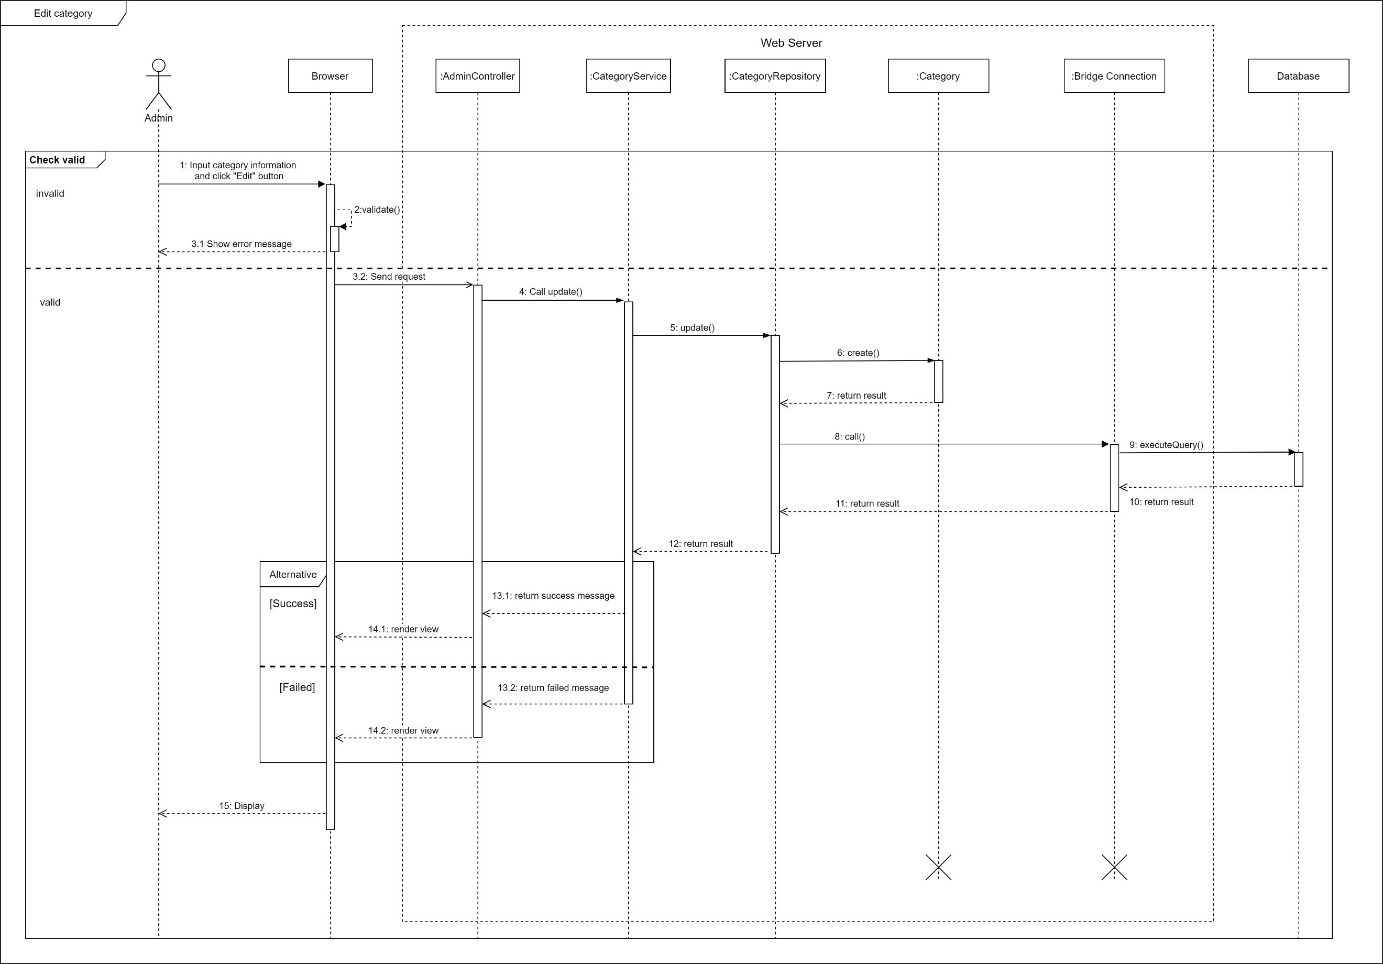 Edit category
Web Server
Browser
:AdminController
:CategoryService
:CategoryRepository
:Category
:Bridge Connection
Database
Admin
Check valid
1: Input category information
and click "Edit" button
invalid
2:validate()
3.1 Show error message
3.2: Send request
valid
4: Call update()
5: update()
6: create()
7: return result
8: call()
9: executeQuery()
10: return result
11: return result
12: return result
Alternative
[Success]
13.1: return success message
14.1: render view
[Failed]
13.2: return failed message
14.2: render view
15: Display